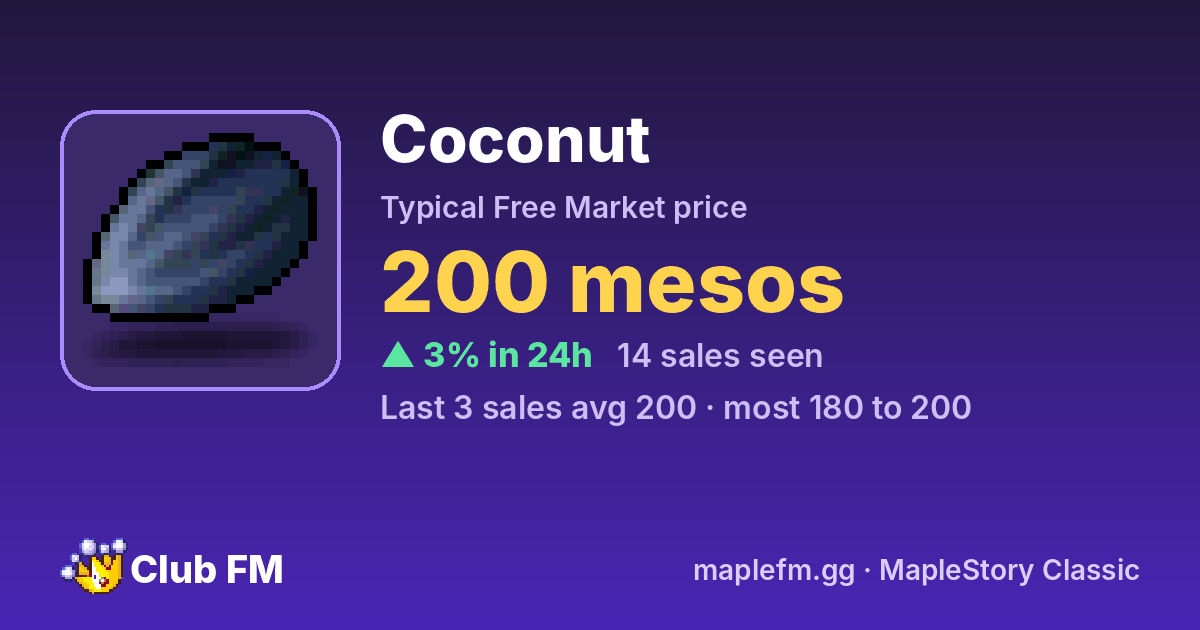 Coconut
Typical Free Market price
200 mesos
▲ 3% in 24h 14 sales seen
Last 3 sales avg 200 · most 180 to 200
Club FM
maplefm.gg · MapleStory Classic